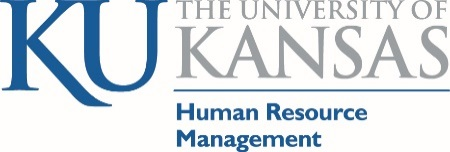 KU THE UNIVERSITY OF
KANSAS
Human Resource
Management